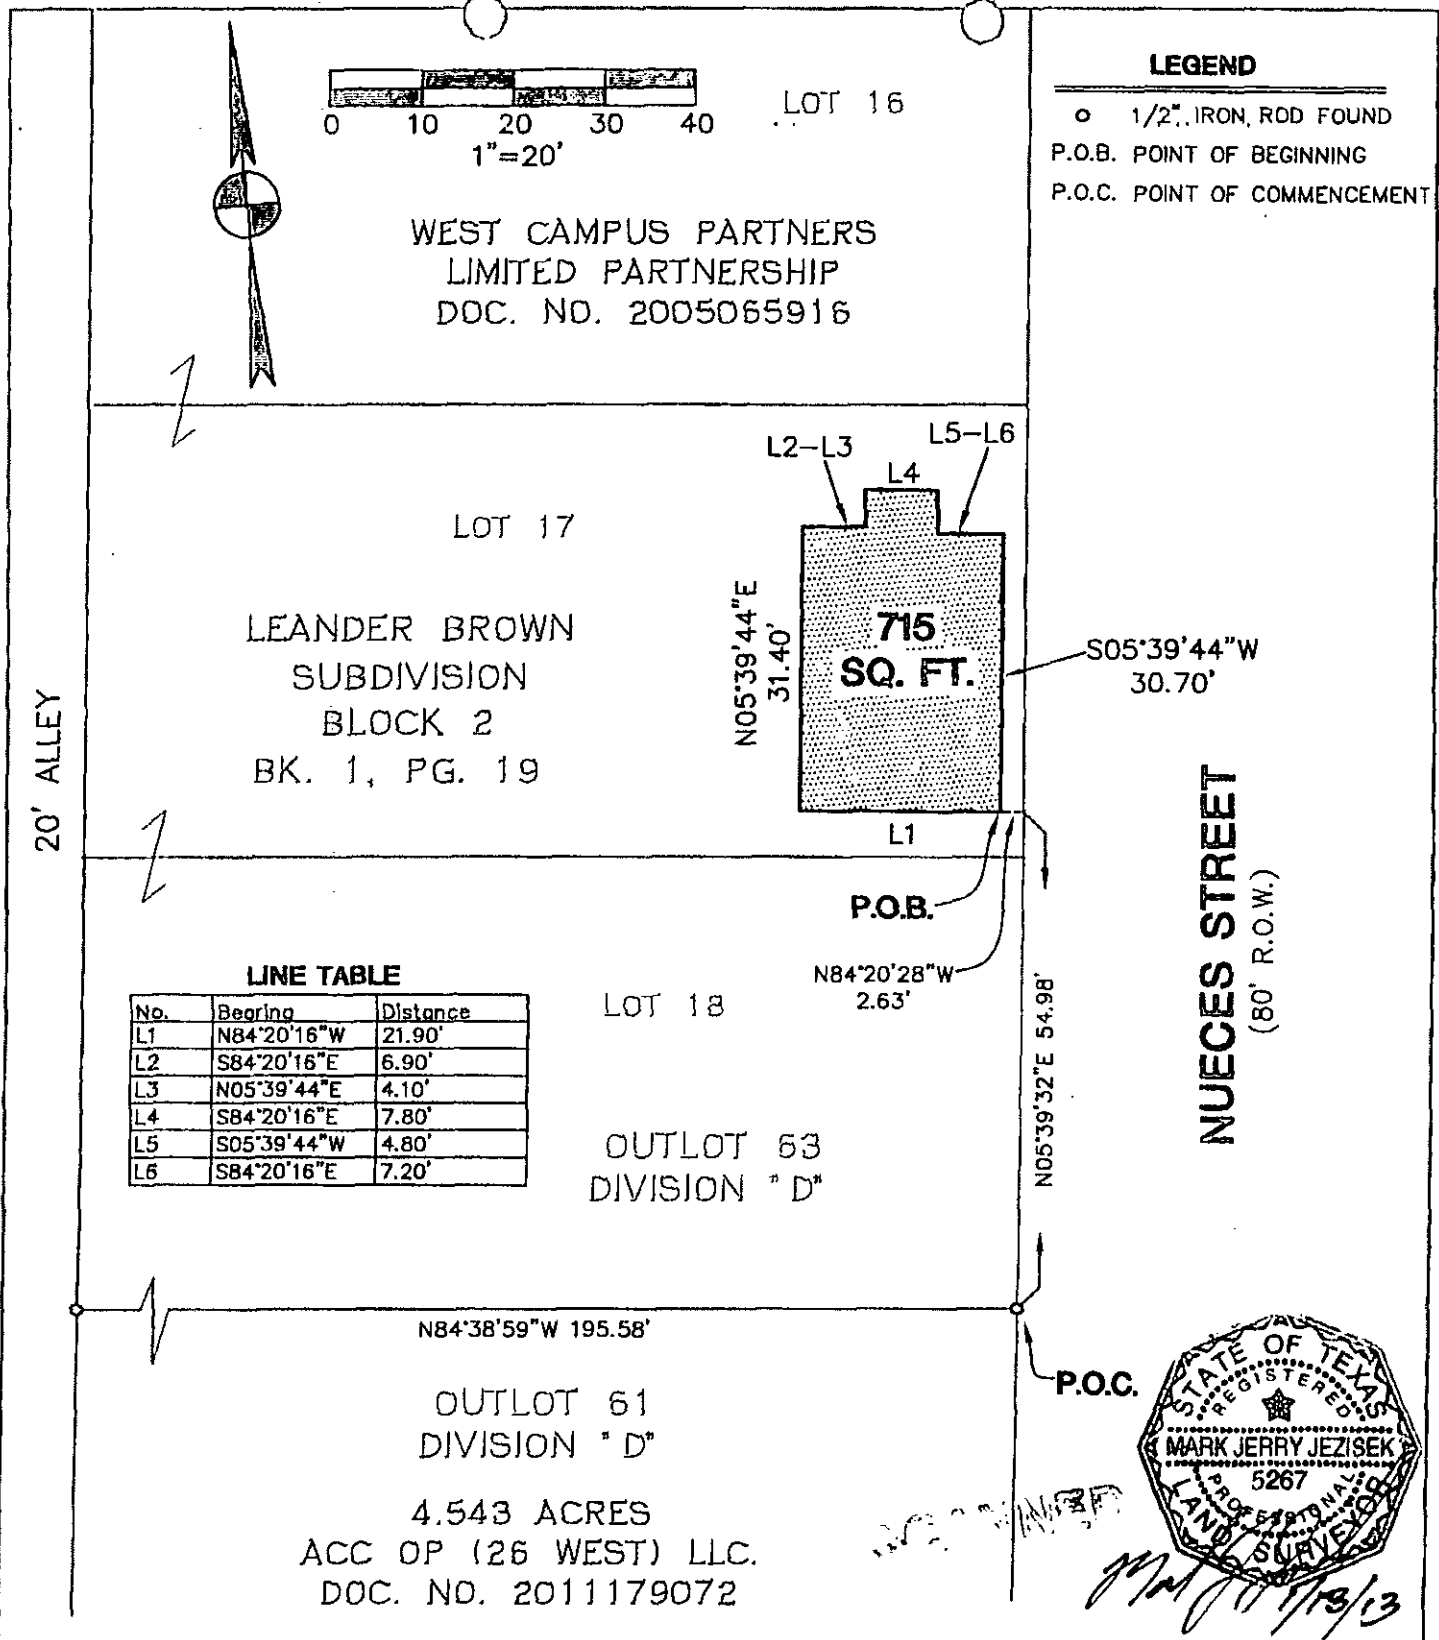 LEGEND
1/2" IRON ROD FOUND
P.O.B. POINT OF BEGINNING
P.O.C. POINT OF COMMENCEMENT
0 10 20 30 40
1"=20'
LOT 16
WEST CAMPUS PARTNERS
LIMITED PARTNERSHIP
DOC. NO. 2005065916
L2-L3
L5-L6
L4
LOT 17
LEANDER BROWN
SUBDIVISION
BLOCK 2
BK. 1, PG. 19
N05°39'44"E
31.40'
715
SQ. FT.
S05°39'44"W
30.70'
L1
20' ALLEY
P.O.B.
N84°20'28"W
2.63'
NUECES STREET
(80' R.O.W.)
N05°39'32"E 54.98'
LINE TABLE
No. Bearing Distance
L1 N84°20'16"W 21.90'
L2 S84°20'16"E 6.90'
L3 N05°39'44"E 4.10'
L4 S84°20'16"E 7.80'
L5 S05°39'44"W 4.80'
L6 S84°20'16"E 7.20'
LOT 18
OUTLOT 63
DIVISION "D"
N84°38'59"W 195.58'
P.O.C.
OUTLOT 61
DIVISION "D"
4.543 ACRES
ACC OP (26 WEST) LLC.
DOC. NO. 2011179072
STATE OF TEXAS
REGISTERED
MARK JERRY JEZISEK
5267
PROFESSIONAL
LAND SURVEYOR